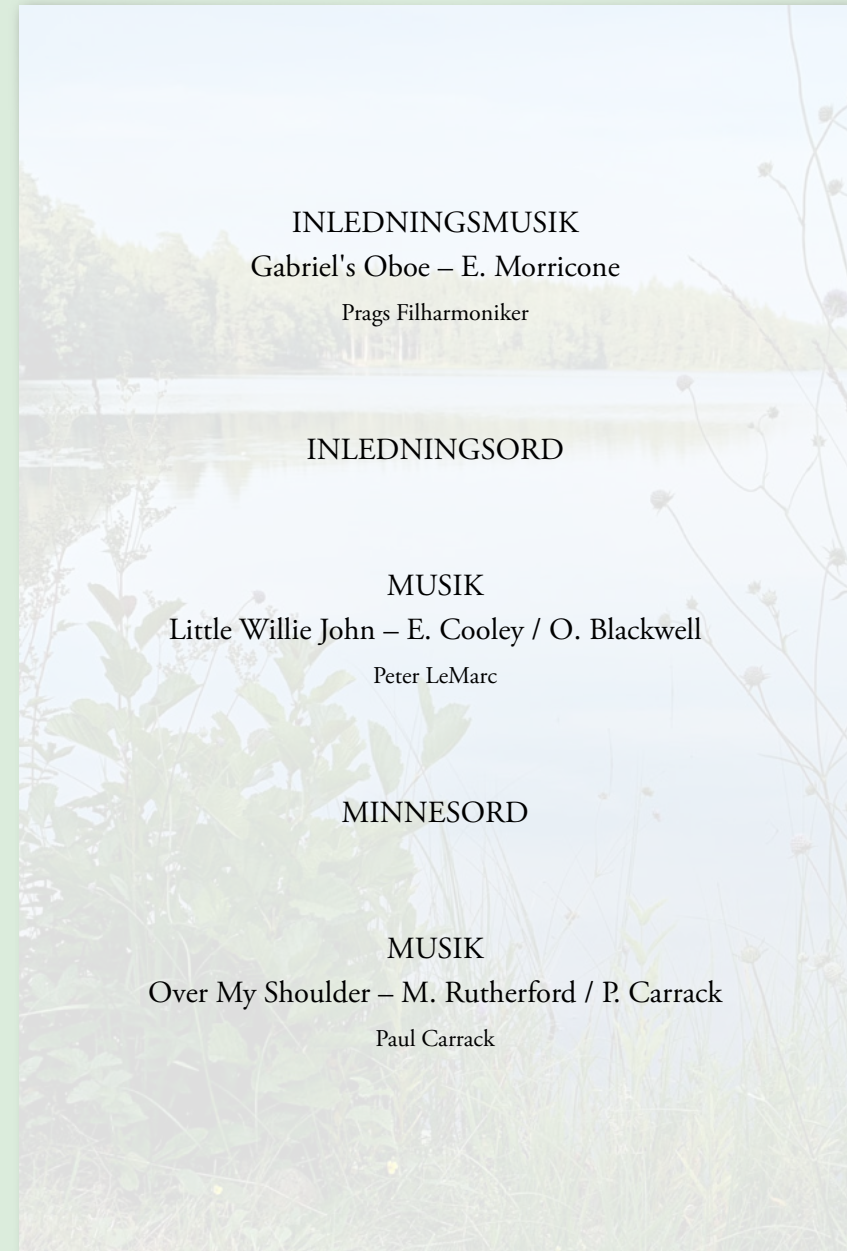 INLEDNINGSMUSIK
Gabriel's Oboe – E. Morricone
Prags Filharmoniker
INLEDNINGSORD
MUSIK
Little Willie John – E. Cooley / O. Blackwell
Peter LeMarc
MINNESORD
MUSIK
Over My Shoulder – M. Rutherford / P. Carrack
Paul Carrack